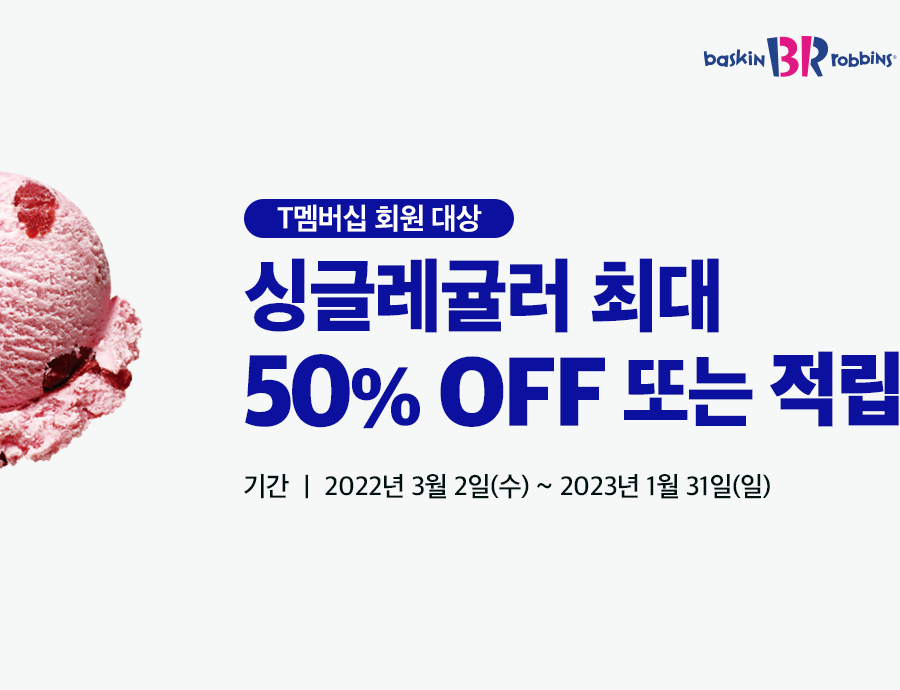 baskin BR robbins®
T멤버십 회원 대상
싱글레귤러 최대
50% OFF 또는 적립
기간 | 2022년 3월 2일(수) ~ 2023년 1월 31일(일)